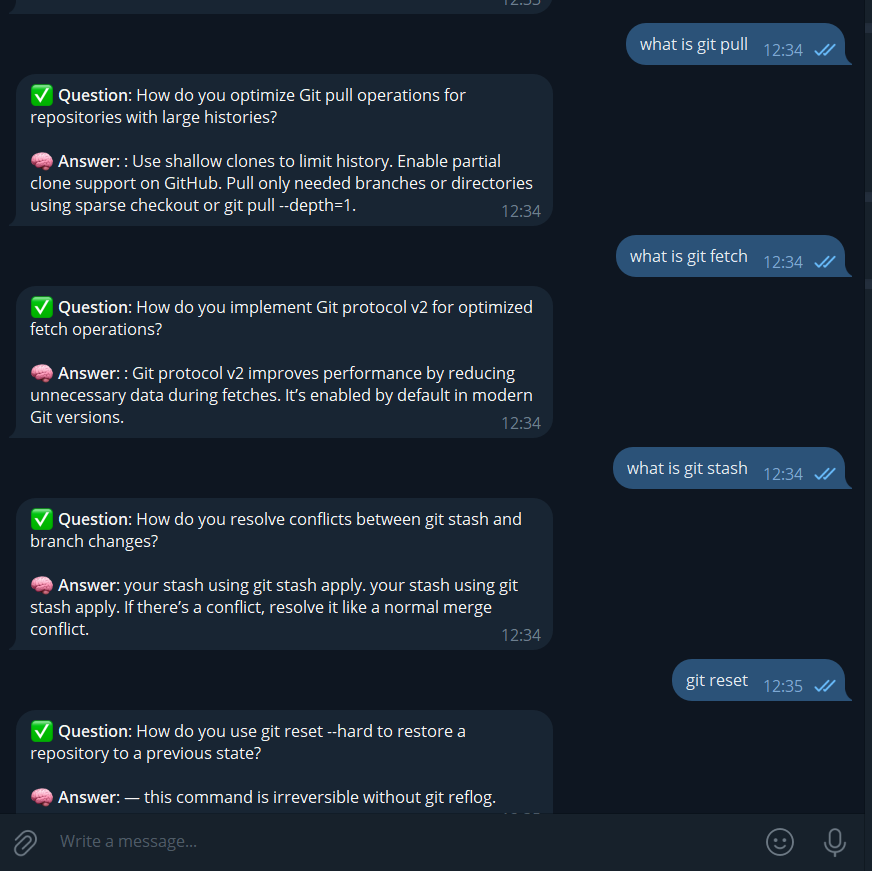 what is git pull 12:34
✅ Question: How do you optimize Git pull operations for
repositories with large histories?
🧠 Answer: : Use shallow clones to limit history. Enable partial
clone support on GitHub. Pull only needed branches or directories
using sparse checkout or git pull --depth=1.
12:34
what is git fetch 12:34
✅ Question: How do you implement Git protocol v2 for optimized
fetch operations?
🧠 Answer: : Git protocol v2 improves performance by reducing
unnecessary data during fetches. It’s enabled by default in modern
Git versions.
12:34
what is git stash 12:34
✅ Question: How do you resolve conflicts between git stash and
branch changes?
🧠 Answer: your stash using git stash apply. your stash using git
stash apply. If there’s a conflict, resolve it like a normal merge
conflict.
12:34
git reset 12:35
✅ Question: How do you use git reset --hard to restore a
repository to a previous state?
🧠 Answer: — this command is irreversible without git reflog.
Write a message...